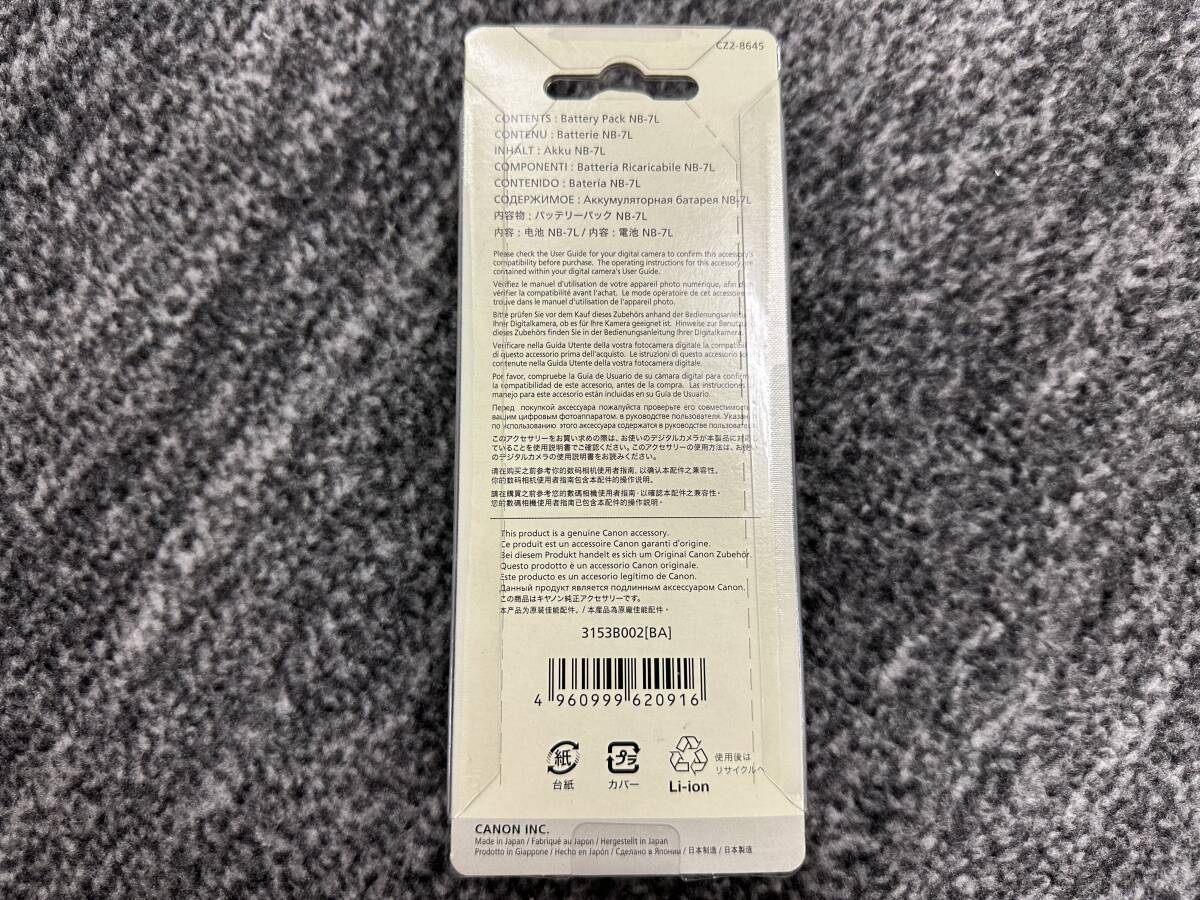 CZ2-8645
CONTENTS : Battery Pack NB-7L
CONTENU : Batterie NB-7L
INHALT : Akku NB-7L
COMPONENTI : Batteria Ricaricabile NB-7L
CONTENIDO : Batería NB-7L
СОДЕРЖИМОЕ : Аккумуляторная батарея NB-7L
内容物 : バッテリーパック NB-7L
内容 : 电池 NB-7L / 内容 : 電池 NB-7L
Please check the User Guide for your digital camera to confirm this accessory's
compatibility before purchase. The operating instructions for this accessory are
contained within your digital camera's User Guide.
Vérifiez le manuel d'utilisation de votre appareil photo numérique, afin d'en
vérifier la compatibilité avant l'achat. Le mode opératoire de cet accessoire
trouve dans le manuel d'utilisation de l'appareil photo.
Bitte prüfen Sie vor dem Kauf dieses Zubehörs anhand der Bedienungsanleitu
Ihrer Digitalkamera, ob es für Ihre Kamera geeignet ist. Hinweise zur Benutzu
dieses Zubehörs finden Sie in der Bedienungsanleitung Ihrer Digitalkamera.
Verificare nella Guida Utente della vostra fotocamera digitale la compatibi
di questo accessorio prima dell'acquisto. Le istruzioni di questo accessorio so
contenute nella Guida Utente della vostra fotocamera digitale.
Por favor, compruebe la Guía de Usuario de su cámara digital para confirm
la compatibilidad de este accesorio, antes de la compra. Las instrucciones
manejo para este accesorio están incluidas en su Guía de Usuario.
Перед покупкой аксессуара пожалуйста проверьте его совместимост
вашим цифровым фотоаппаратом. в руководстве пользователя. Указан
по использованию этого аксессуара содержатся в руководстве пользовате
このアクセサリーをお買い求めの際は、お使いのデジタルカメラが本製品に対応し
ていることを使用説明書でご確認ください。このアクセサリーの使用方法は、お使い
のデジタルカメラの使用説明書をお読みください。
请在购买之前参考你的数码相机使用者指南，以确认本配件之兼容性。
你的数码相机使用者指南包含本配件的操作说明。
請在購買之前參考您的數碼相機使用者指南，以確認本配件之兼容性。
您的數碼相機使用者指南已包含本配件的操作說明。
This product is a genuine Canon accessory.
Ce produit est un accessoire Canon garanti d'origine.
Bei diesem Produkt handelt es sich um Original Canon Zubehör.
Questo prodotto è un accessorio Canon originale.
Este producto es un accesorio legítimo de Canon.
Данный продукт является подлинным аксессуаром Canon.
この商品はキヤノン純正アクセサリーです。
本产品为原装佳能配件。/ 本產品為原廠佳能配件。
3153B002[BA]
4 960999 620916
紙
プラ
使用後は
リサイクルへ
台紙
カバー
Li-ion
CANON INC.
Made in Japan / Fabriqué au Japon / Hergestellt in Japan
Prodotto in Giappone / Hecho en Japón / Сделано в Японии / 日本制造 / 日本製造